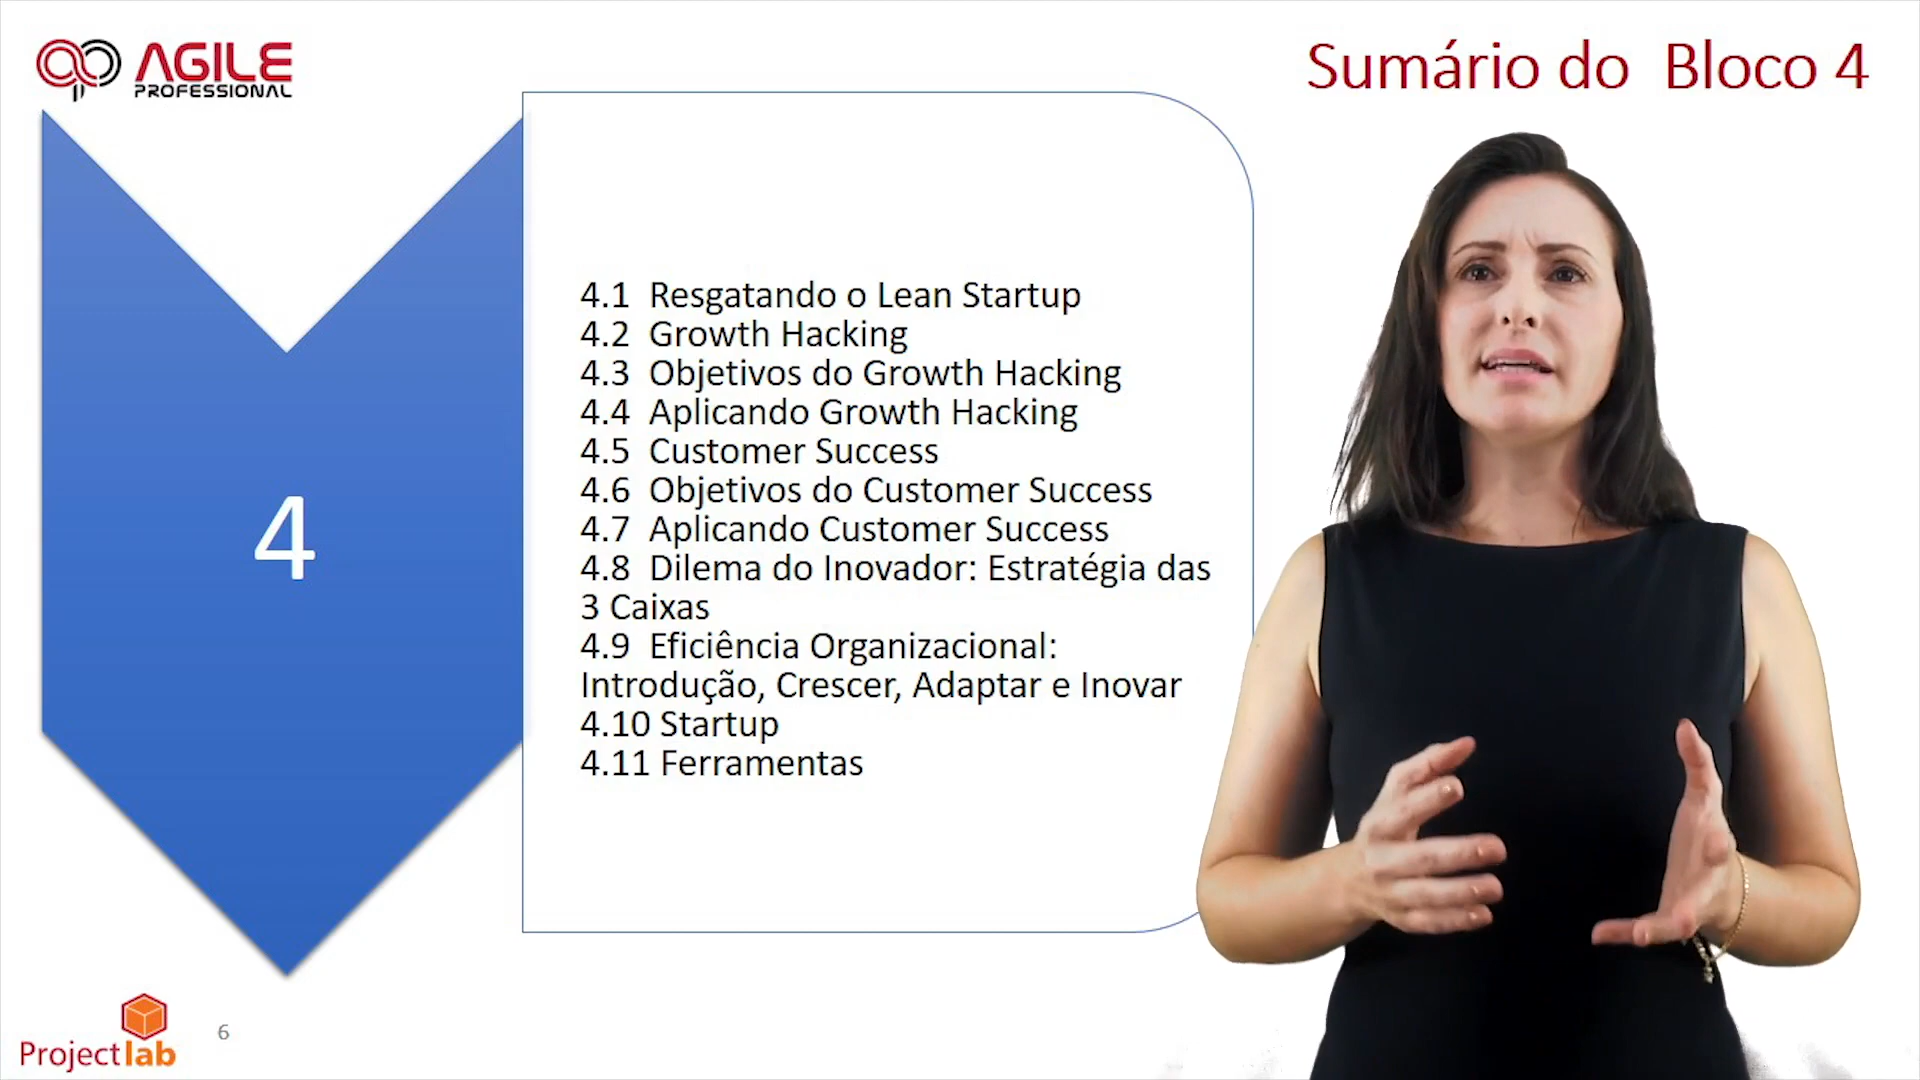 AGILE
PROFESSIONAL
Sumário do Bloco 4
4
4.1 Resgatando o Lean Startup
4.2 Growth Hacking
4.3 Objetivos do Growth Hacking
4.4 Aplicando Growth Hacking
4.5 Customer Success
4.6 Objetivos do Customer Success
4.7 Aplicando Customer Success
4.8 Dilema do Inovador: Estratégia das
3 Caixas
4.9 Eficiência Organizacional:
Introdução, Crescer, Adaptar e Inovar
4.10 Startup
4.11 Ferramentas
Projectlab
6